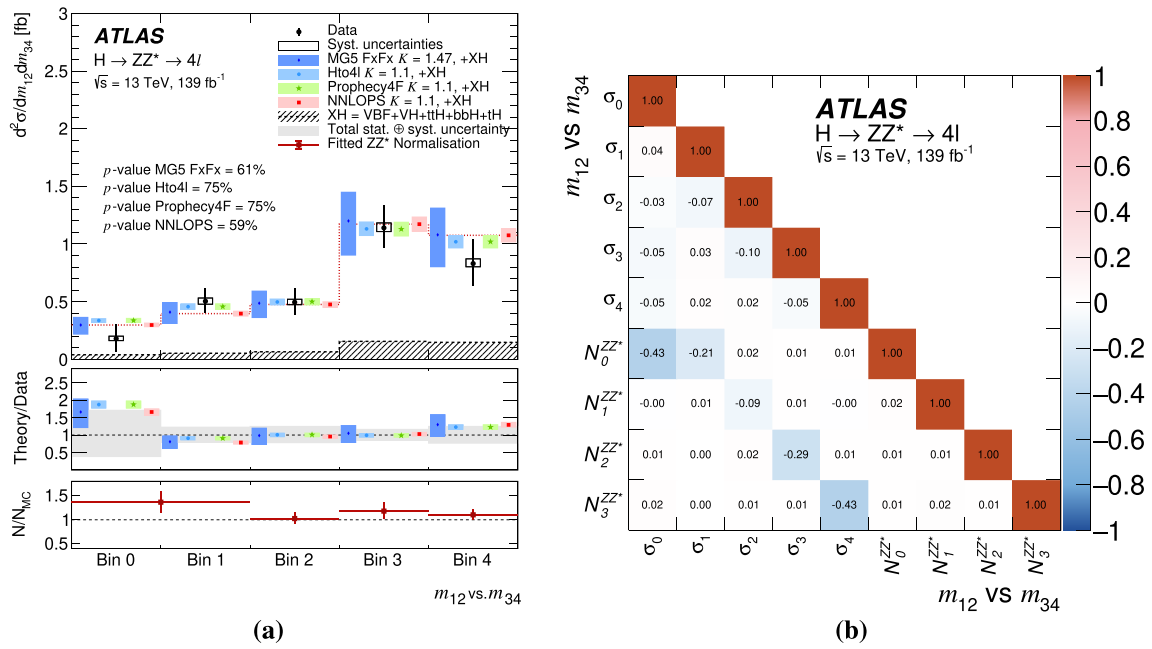 ATLAS
H → ZZ* → 4l
√s = 13 TeV, 139 fb⁻¹
Data
Syst. uncertainties
MG5 FxFx K = 1.47, +XH
Hto4l K = 1.1, +XH
Prophecy4F K = 1.1, +XH
NNLOPS K = 1.1, +XH
XH = VBF+VH+ttH+bbH+tH
Total stat. ⊕ syst. uncertainty
Fitted ZZ* Normalisation
p-value MG5 FxFx = 61%
p-value Hto4l = 75%
p-value Prophecy4F = 75%
p-value NNLOPS = 59%
d²σ/dm₁₂dm₃₄ [fb]
3
2.5
2
1.5
1
0.5
0
Theory/Data
2.5
2
1.5
1
0.5
N/N_MC
1.5
1
0.5
Bin 0 Bin 1 Bin 2 Bin 3 Bin 4
m₁₂ vs. m₃₄
(a)
ATLAS
H → ZZ* → 4l
√s = 13 TeV, 139 fb⁻¹
m₁₂ vs m₃₄
σ₀ 1.00
σ₁ 0.04 1.00
σ₂ -0.03 -0.07 1.00
σ₃ -0.05 0.03 -0.10 1.00
σ₄ -0.05 0.02 0.02 -0.05 1.00
N₀^ZZ* -0.43 -0.21 0.02 0.01 0.01 1.00
N₁^ZZ* -0.00 0.01 -0.09 0.01 -0.00 0.02 1.00
N₂^ZZ* 0.01 0.00 0.02 -0.29 0.01 0.01 0.01 1.00
N₃^ZZ* 0.02 0.00 0.01 0.01 -0.43 0.01 0.02 0.01 1.00
σ₀ σ₁ σ₂ σ₃ σ₄ N₀^ZZ* N₁^ZZ* N₂^ZZ* N₃^ZZ*
m₁₂ vs m₃₄
1
0.8
0.6
0.4
0.2
0
−0.2
−0.4
−0.6
−0.8
−1
(b)